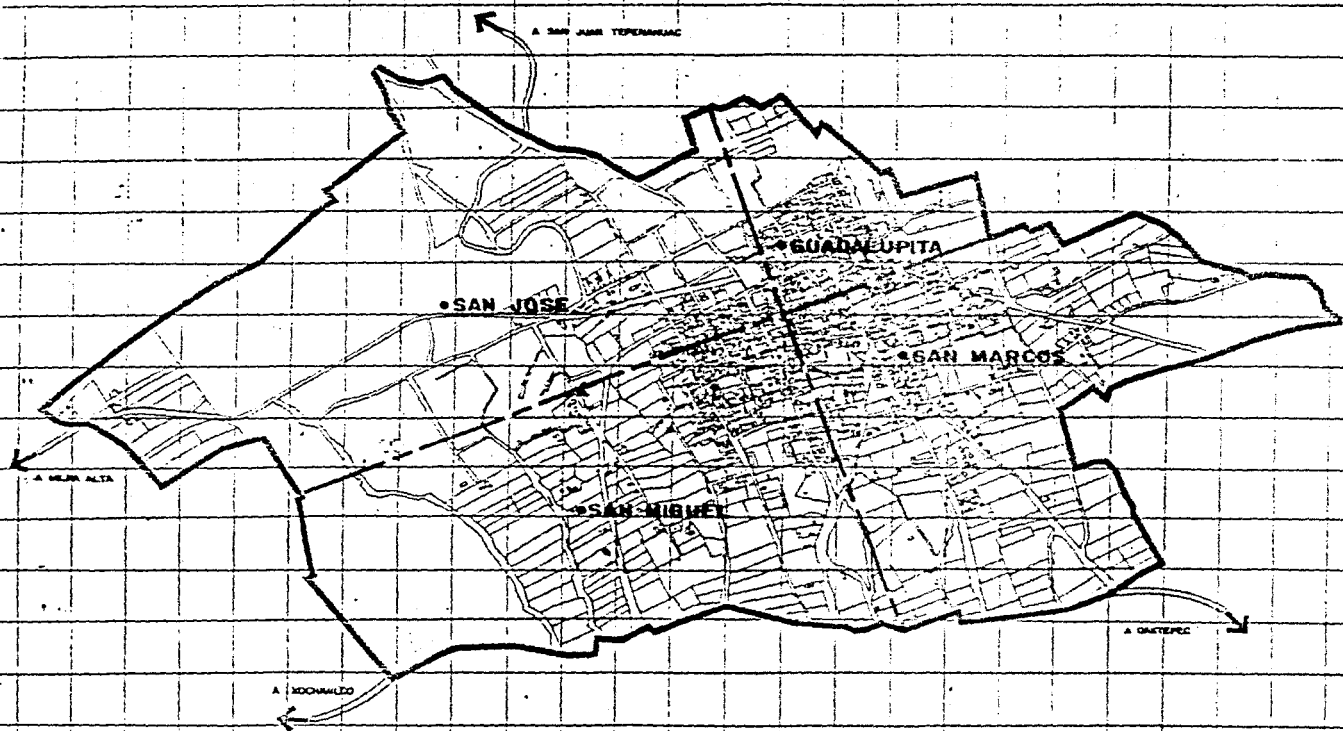 A SAN JUAN TEPENAHUAC
GUADALUPITA
SAN JOSE
SAN MARCOS
A MILPA ALTA
SAN MIGUEL
A OAXTEPEC
A XOCHIMILCO